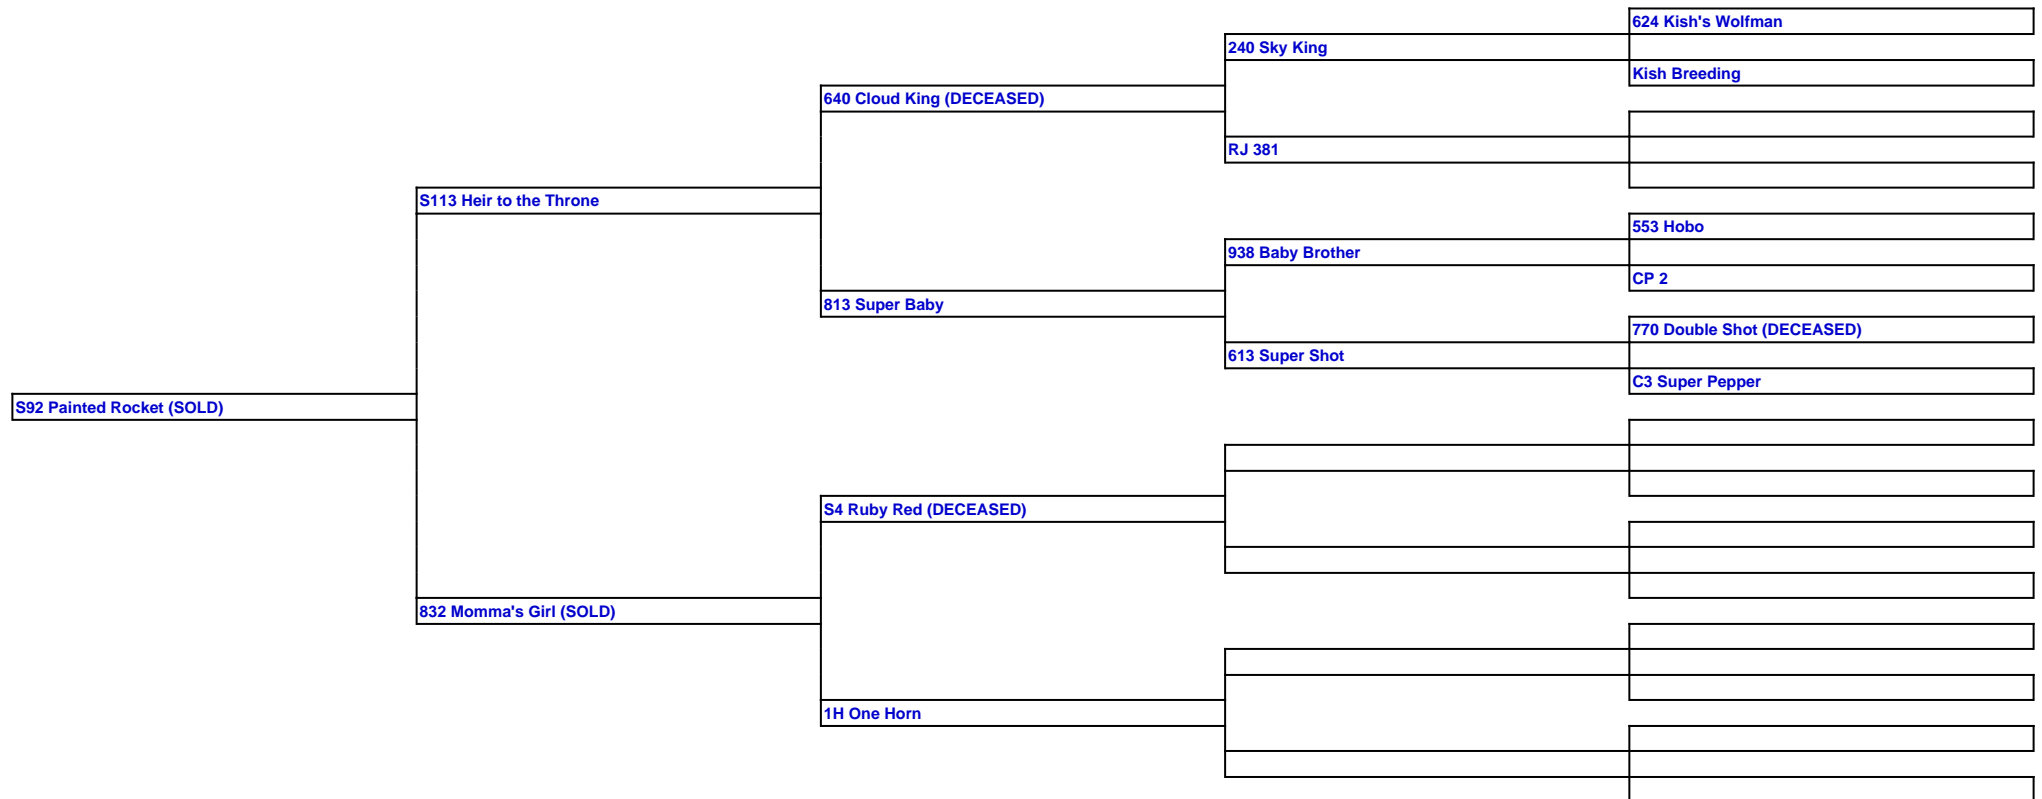 624 Kish's Wolfman
240 Sky King
Kish Breeding
640 Cloud King (DECEASED)
RJ 381
S113 Heir to the Throne
553 Hobo
938 Baby Brother
CP 2
813 Super Baby
770 Double Shot (DECEASED)
613 Super Shot
C3 Super Pepper
S92 Painted Rocket (SOLD)
S4 Ruby Red (DECEASED)
832 Momma's Girl (SOLD)
1H One Horn